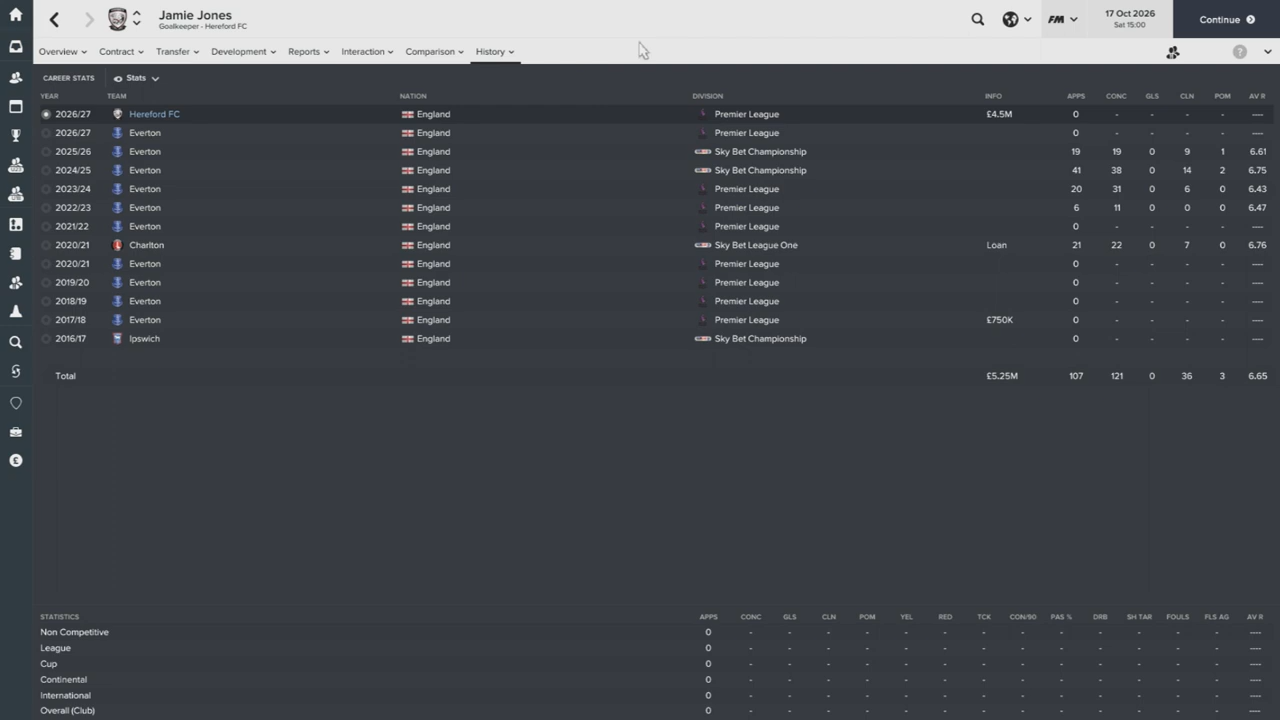 Jamie Jones
Goalkeeper - Hereford FC
FM
17 Oct 2026
Sat 15:00
Continue
Overview Contract Transfer Development Reports Interaction Comparison History ?
CAREER STATS Stats
YEAR TEAM NATION DIVISION INFO APPS CONC GLS CLN POM AV R
2026/27 Hereford FC England Premier League £4.5M 0 - - - - ----
2026/27 Everton England Premier League 0 - - - - ----
2025/26 Everton England Sky Bet Championship 19 19 0 9 1 6.61
2024/25 Everton England Sky Bet Championship 41 38 0 14 2 6.75
2023/24 Everton England Premier League 20 31 0 6 0 6.43
2022/23 Everton England Premier League 6 11 0 0 0 6.47
2021/22 Everton England Premier League 0 - - - - ----
2020/21 Charlton England Sky Bet League One Loan 21 22 0 7 0 6.76
2020/21 Everton England Premier League 0 - - - - ----
2019/20 Everton England Premier League 0 - - - - ----
2018/19 Everton England Premier League 0 - - - - ----
2017/18 Everton England Premier League £750K 0 - - - - ----
2016/17 Ipswich England Sky Bet Championship 0 - - - - ----
Total £5.25M 107 121 0 36 3 6.65
STATISTICS APPS CONC GLS CLN POM YEL RED TCK CON/90 PAS % DRB SH TAR FOULS FLS AG AV R
Non Competitive 0 - - - - - - - - - - - - - ----
League 0 - - - - - - - - - - - - - ----
Cup 0 - - - - - - - - - - - - - ----
Continental 0 - - - - - - - - - - - - - ----
International 0 - - - - - - - - - - - - - ----
Overall (Club) 0 - - - - - - - - - - - - - ----